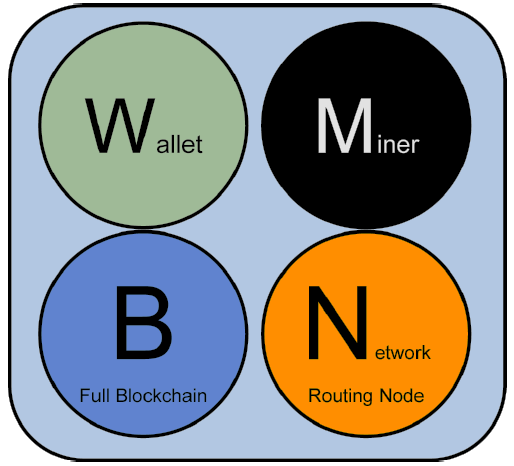 Wallet
Miner
B
Full Blockchain
Network
Routing Node